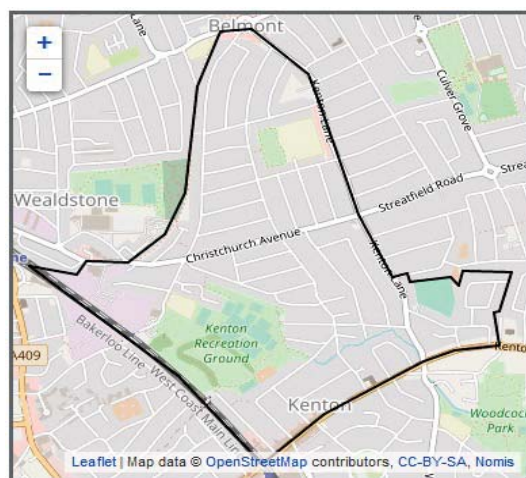 +
−
Lane
Belmont
Kenton Lane
Culver Grove
Wealdstone
Streatfield Road
Christchurch Avenue
Kenton Lane
Bakerloo Line
West Coast Main Line
A409
Kenton
Recreation
Ground
Kenton
Woodcock
Park
Leaflet | Map data © OpenStreetMap contributors, CC-BY-SA, Nomis